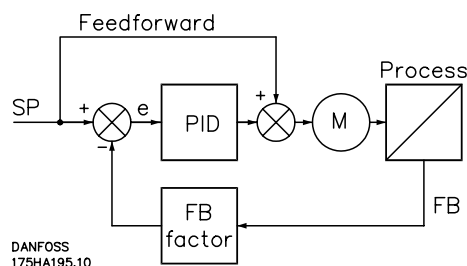 Feedforward
Process
SP
+
e
PID
+
M
−
FB
FB
factor
DANFOSS
175HA195.10